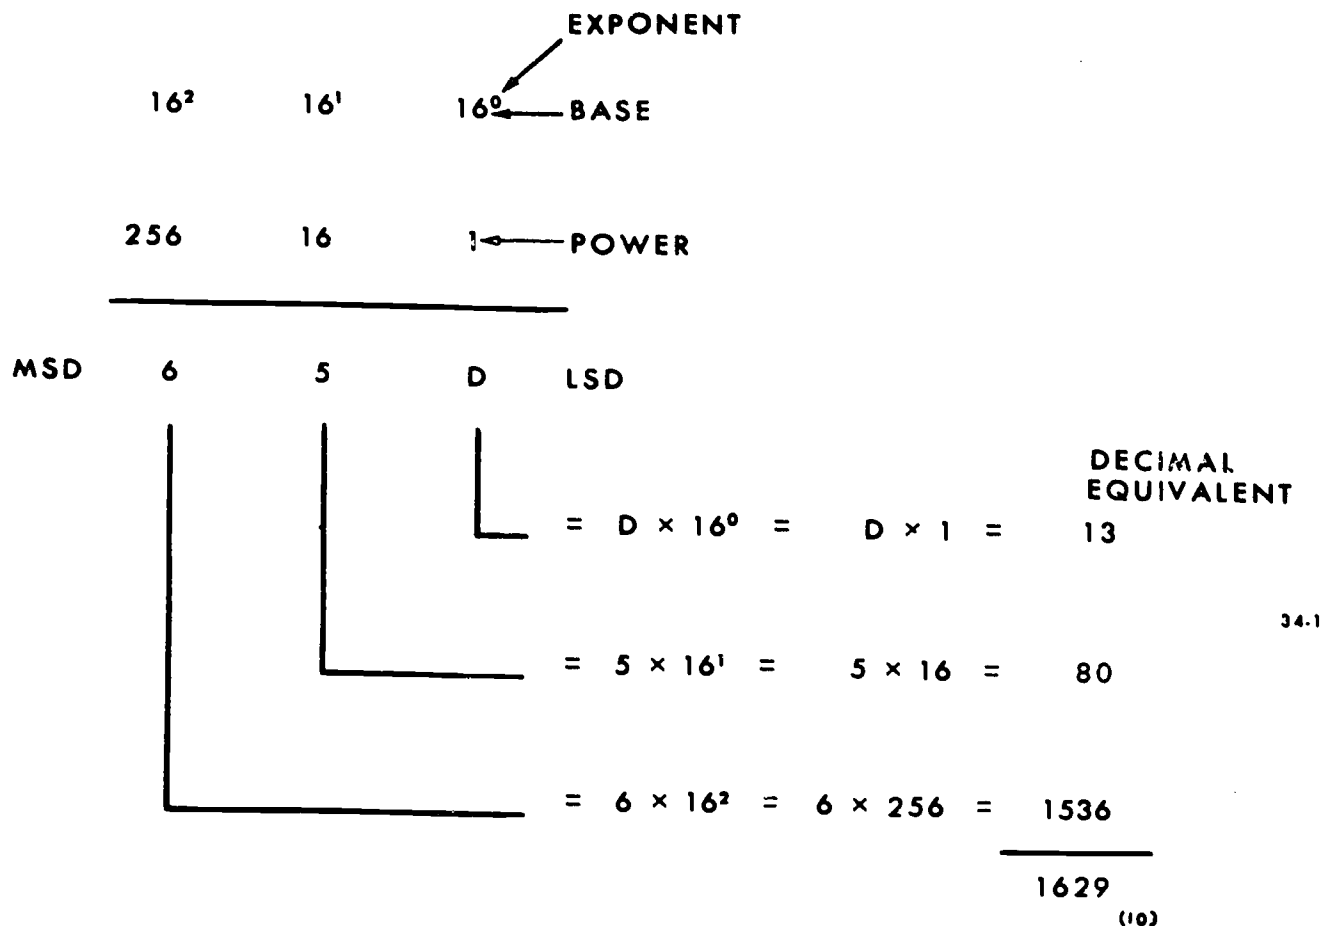 EXPONENT
16² 16¹ 16⁰ BASE
256 16 1 POWER
MSD 6 5 D LSD
DECIMAL
EQUIVALENT
= D × 16⁰ = D × 1 = 13
34-1
= 5 × 16¹ = 5 × 16 = 80
= 6 × 16² = 6 × 256 = 1536
1629
(10)